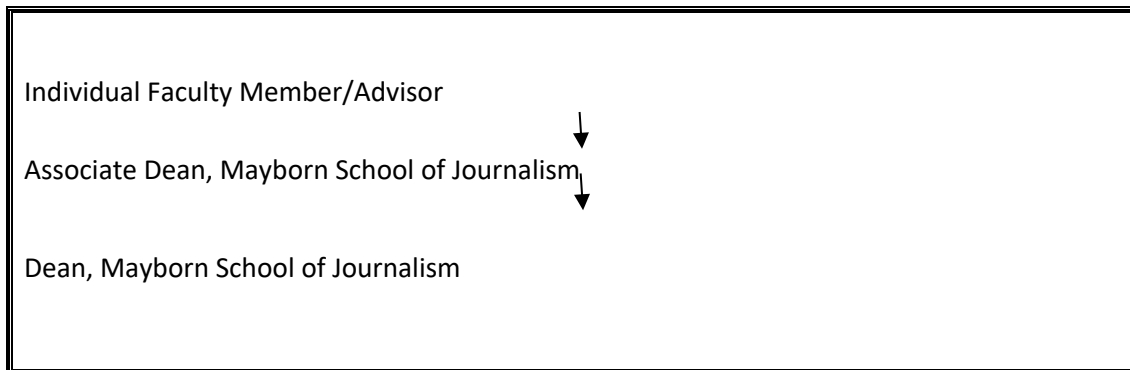 Individual Faculty Member/Advisor
Associate Dean, Mayborn School of Journalism
Dean, Mayborn School of Journalism